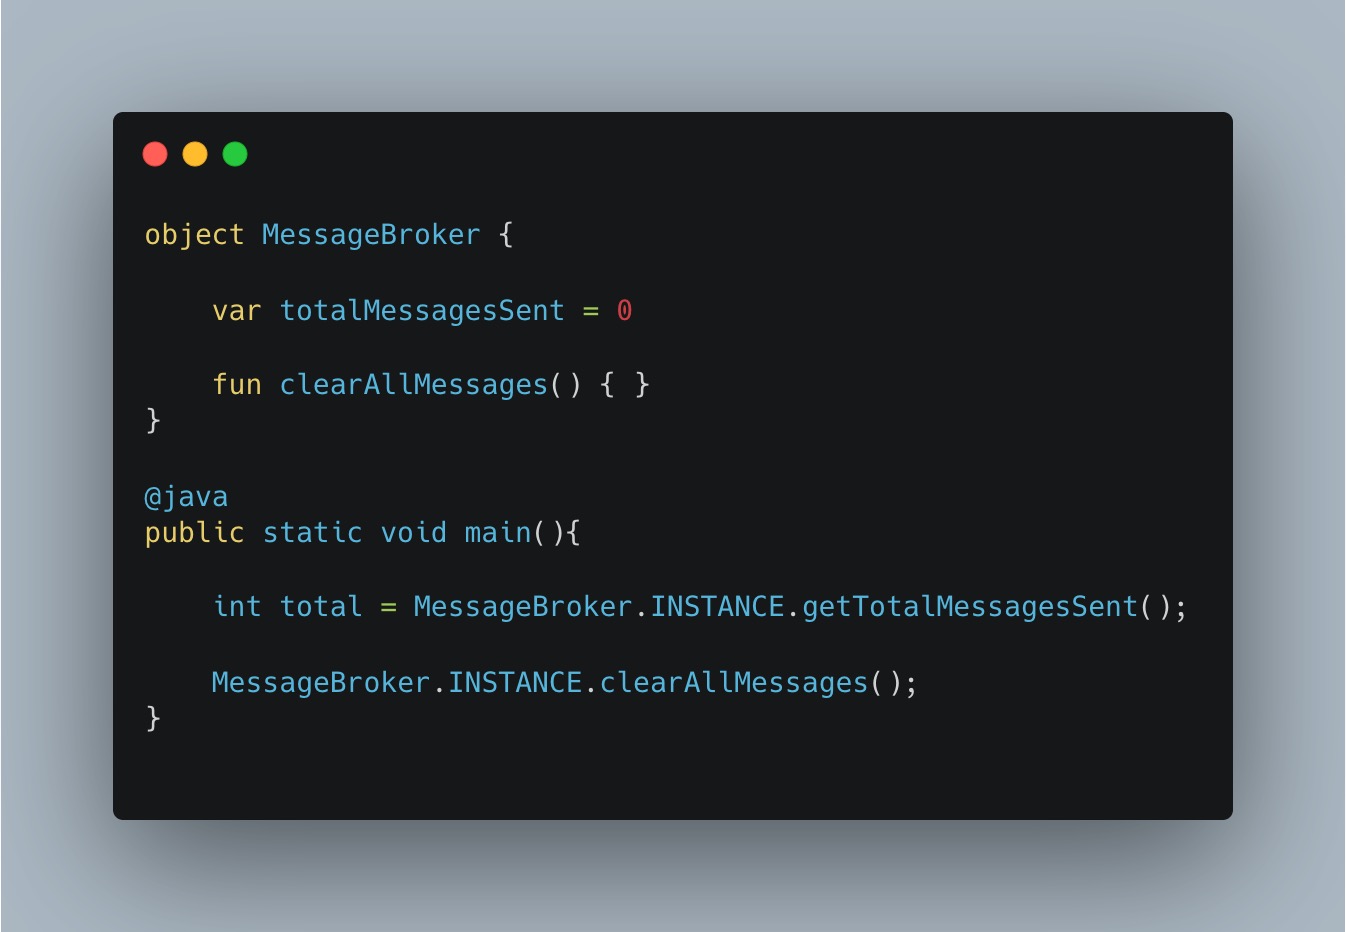 object MessageBroker {
var totalMessagesSent = 0
fun clearAllMessages() { }
}
@java
public static void main(){
int total = MessageBroker.INSTANCE.getTotalMessagesSent();
MessageBroker.INSTANCE.clearAllMessages();
}